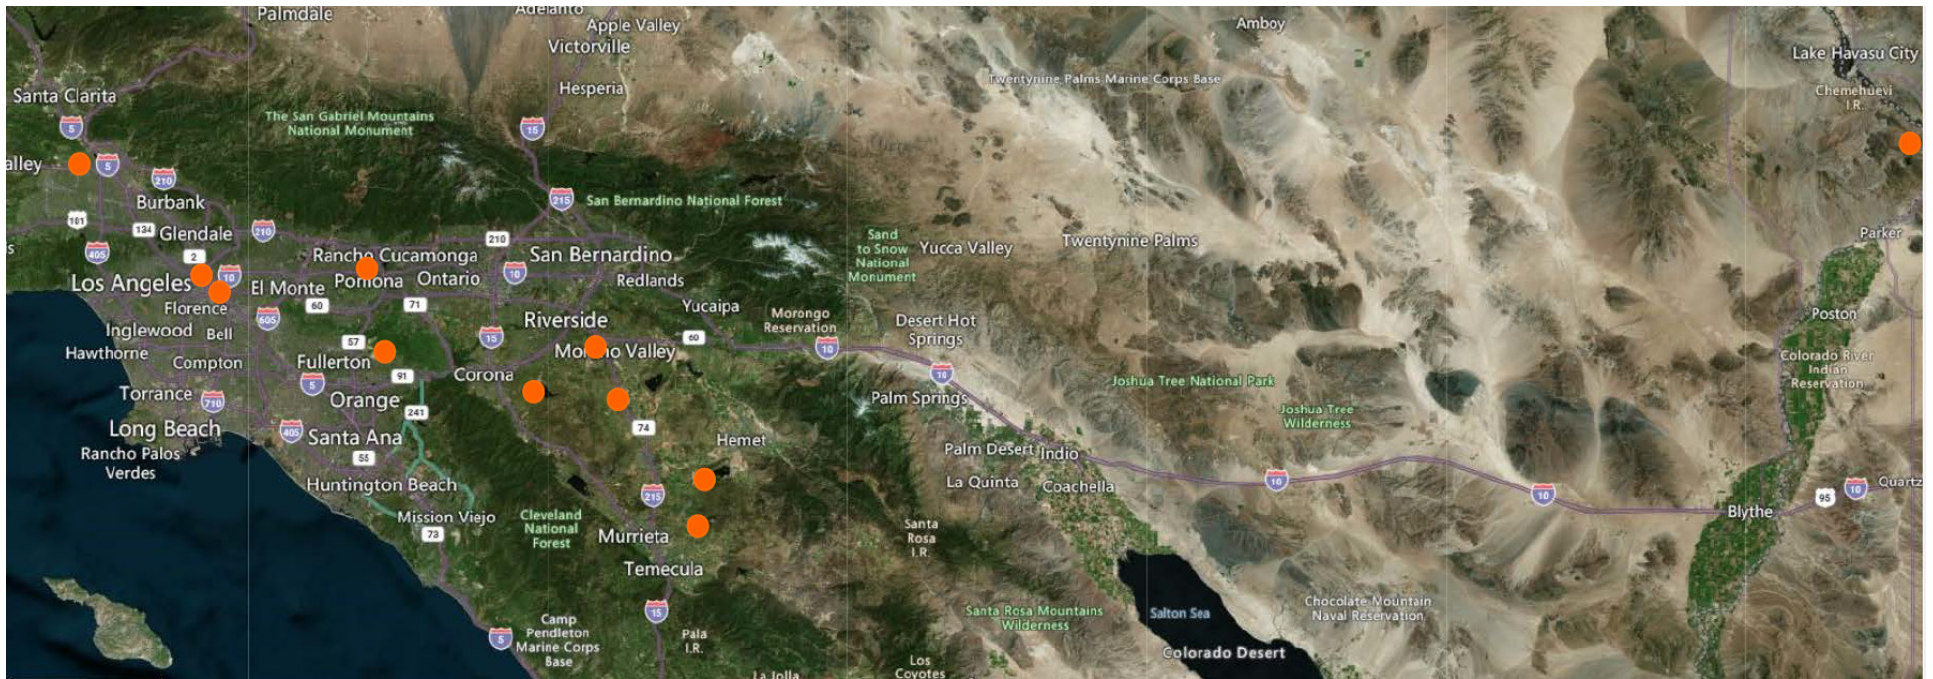 Palmdale
Adelanto
Apple Valley
Victorville
Hesperia
Amboy
Lake Havasu City
Chemehuevi
I.R.
Twentynine Palms Marine Corps Base
Santa Clarita
The San Gabriel Mountains
National Monument
5
15
alley
5
210
Burbank
215
San Bernardino National Forest
101
134
Glendale
210
210
s
405
2
Rancho Cucamonga
San Bernardino
Sand
to Snow
National
Monument
Yucca Valley
Twentynine Palms
Parker
Los Angeles
10
El Monte
Pomona
Ontario
10
Redlands
Florence
60
71
Yucaipa
Inglewood
Bell
605
Riverside
Morongo
Reservation
Desert Hot
Springs
Poston
Hawthorne
Compton
57
Fullerton
15
Moreno Valley
60
10
Colorado River
Indian
Reservation
91
Corona
10
Joshua Tree National Park
Torrance
710
5
Orange
241
Palm Springs
Joshua Tree
Wilderness
Long Beach
405
Santa Ana
74
Hemet
Rancho Palos
Verdes
55
Palm Desert
Indio
Huntington Beach
215
La Quinta
Coachella
10
10
95
10
Quartz
Mission Viejo
73
Cleveland
National
Forest
Murrieta
Santa
Rosa
I.R.
Blythe
Temecula
15
Camp
Pendleton
Marine Corps
Base
5
Pala
I.R.
Santa Rosa Mountains
Wilderness
Salton Sea
Chocolate Mountain
Naval Reservation
La Jolla
Los
Coyotes
Colorado Desert